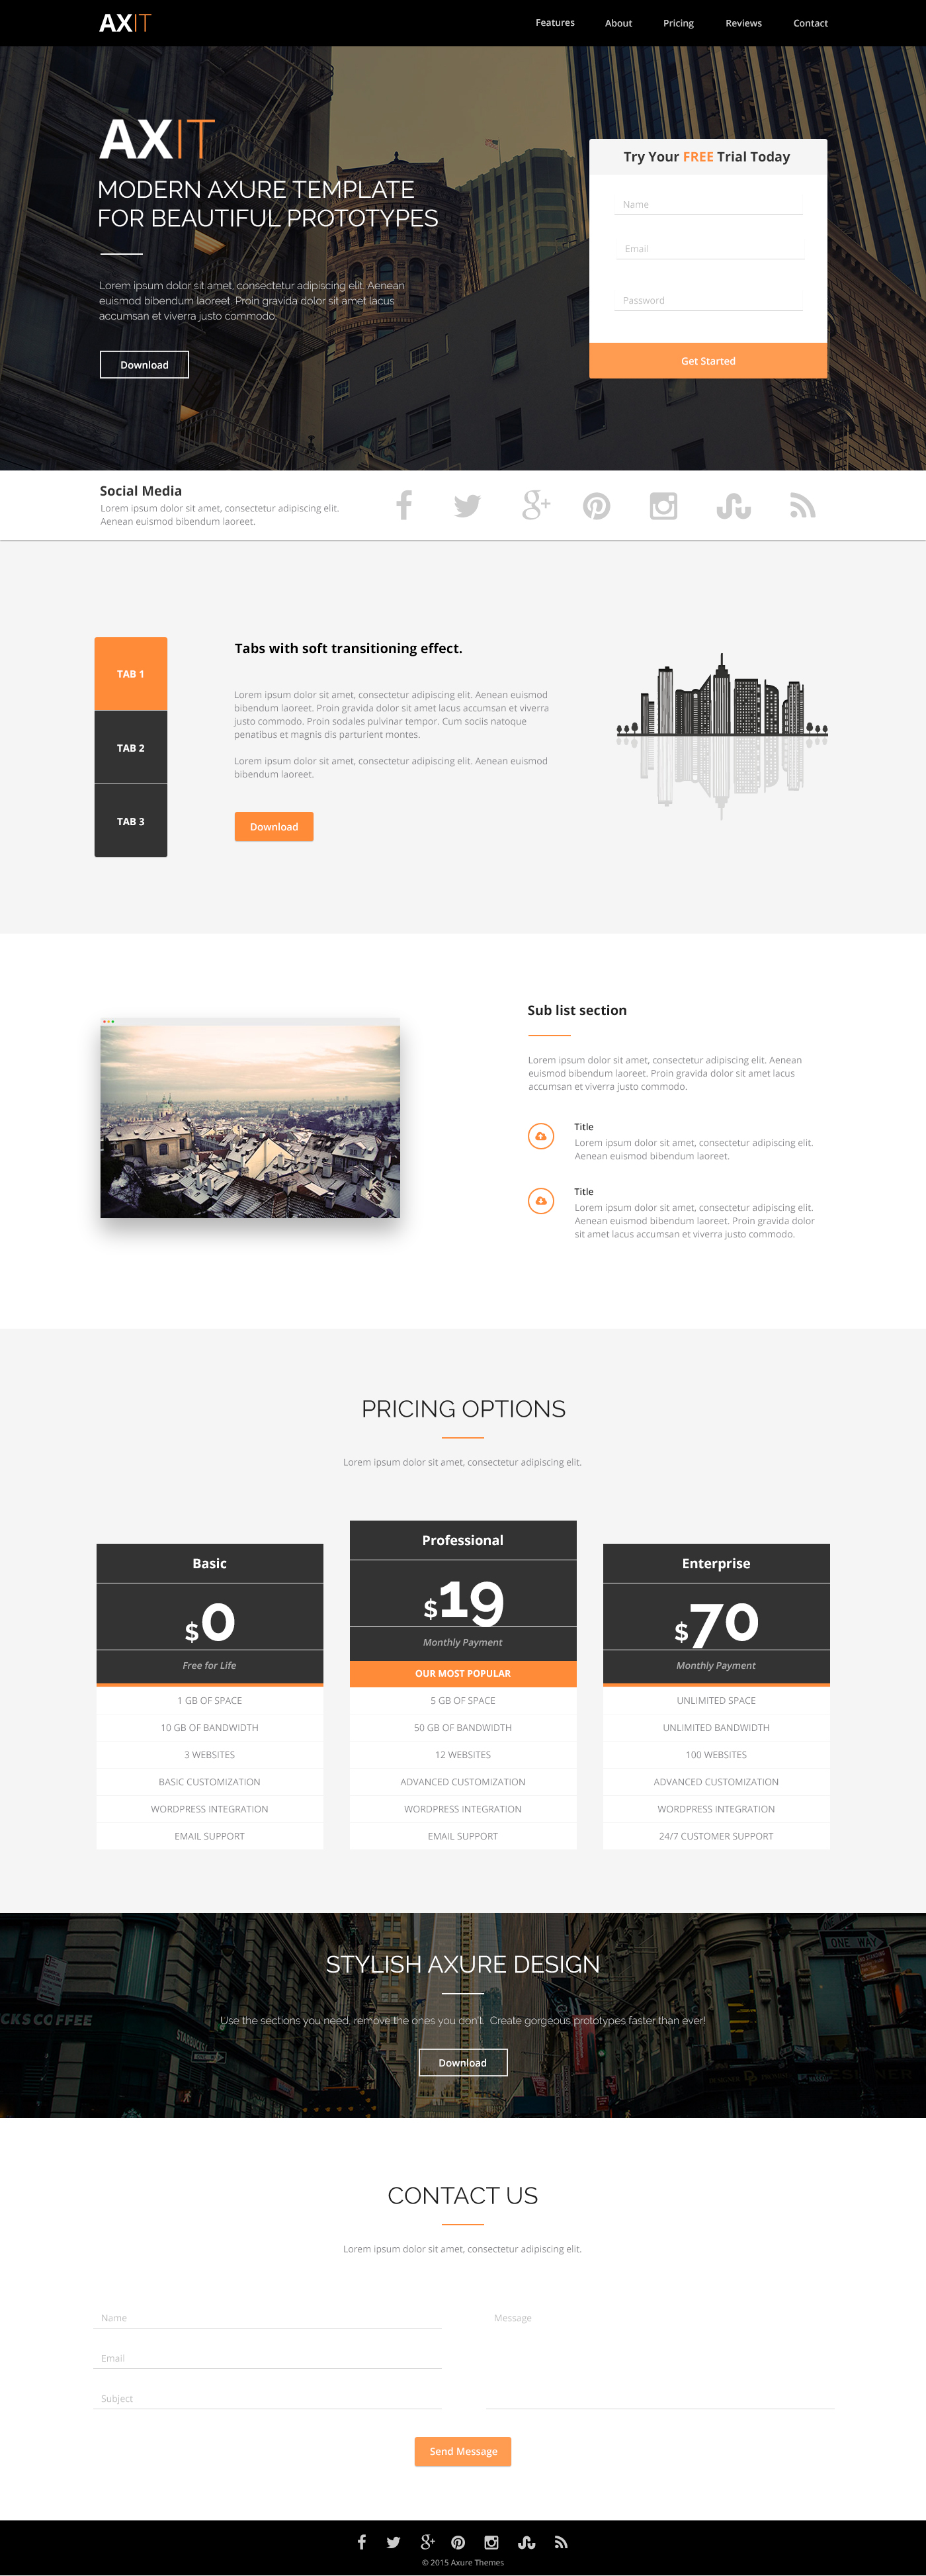 AXIT
Features About Pricing Reviews Contact
AXIT
MODERN AXURE TEMPLATE
FOR BEAUTIFUL PROTOTYPES
Lorem ipsum dolor sit amet, consectetur adipiscing elit. Aenean
euismod bibendum laoreet. Proin gravida dolor sit amet lacus
accumsan et viverra justo commodo.
Download
Try Your FREE Trial Today
Name
Email
Password
Get Started
Social Media
Lorem ipsum dolor sit amet, consectetur adipiscing elit.
Aenean euismod bibendum laoreet.
TAB 1
TAB 2
TAB 3
Tabs with soft transitioning effect.
Lorem ipsum dolor sit amet, consectetur adipiscing elit. Aenean euismod
bibendum laoreet. Proin gravida dolor sit amet lacus accumsan et viverra
justo commodo. Proin sodales pulvinar tempor. Cum sociis natoque
penatibus et magnis dis parturient montes.
Lorem ipsum dolor sit amet, consectetur adipiscing elit. Aenean euismod
bibendum laoreet.
Download
Sub list section
Lorem ipsum dolor sit amet, consectetur adipiscing elit. Aenean
euismod bibendum laoreet. Proin gravida dolor sit amet lacus
accumsan et viverra justo commodo.
Title
Lorem ipsum dolor sit amet, consectetur adipiscing elit.
Aenean euismod bibendum laoreet.
Title
Lorem ipsum dolor sit amet, consectetur adipiscing elit.
Aenean euismod bibendum laoreet. Proin gravida dolor
sit amet lacus accumsan et viverra justo commodo.
PRICING OPTIONS
Lorem ipsum dolor sit amet, consectetur adipiscing elit.
Basic
$0
Free for Life
1 GB OF SPACE
10 GB OF BANDWIDTH
3 WEBSITES
BASIC CUSTOMIZATION
WORDPRESS INTEGRATION
EMAIL SUPPORT
Professional
$19
Monthly Payment
OUR MOST POPULAR
5 GB OF SPACE
50 GB OF BANDWIDTH
12 WEBSITES
ADVANCED CUSTOMIZATION
WORDPRESS INTEGRATION
EMAIL SUPPORT
Enterprise
$70
Monthly Payment
UNLIMITED SPACE
UNLIMITED BANDWIDTH
100 WEBSITES
ADVANCED CUSTOMIZATION
WORDPRESS INTEGRATION
24/7 CUSTOMER SUPPORT
STYLISH AXURE DESIGN
Use the sections you need, remove the ones you don't. Create gorgeous prototypes faster than ever!
Download
CKS COFFEE
STARBUCKS
ONE WAY
CONTACT US
Lorem ipsum dolor sit amet, consectetur adipiscing elit.
Name
Email
Subject
Message
Send Message
© 2015 Axure Themes